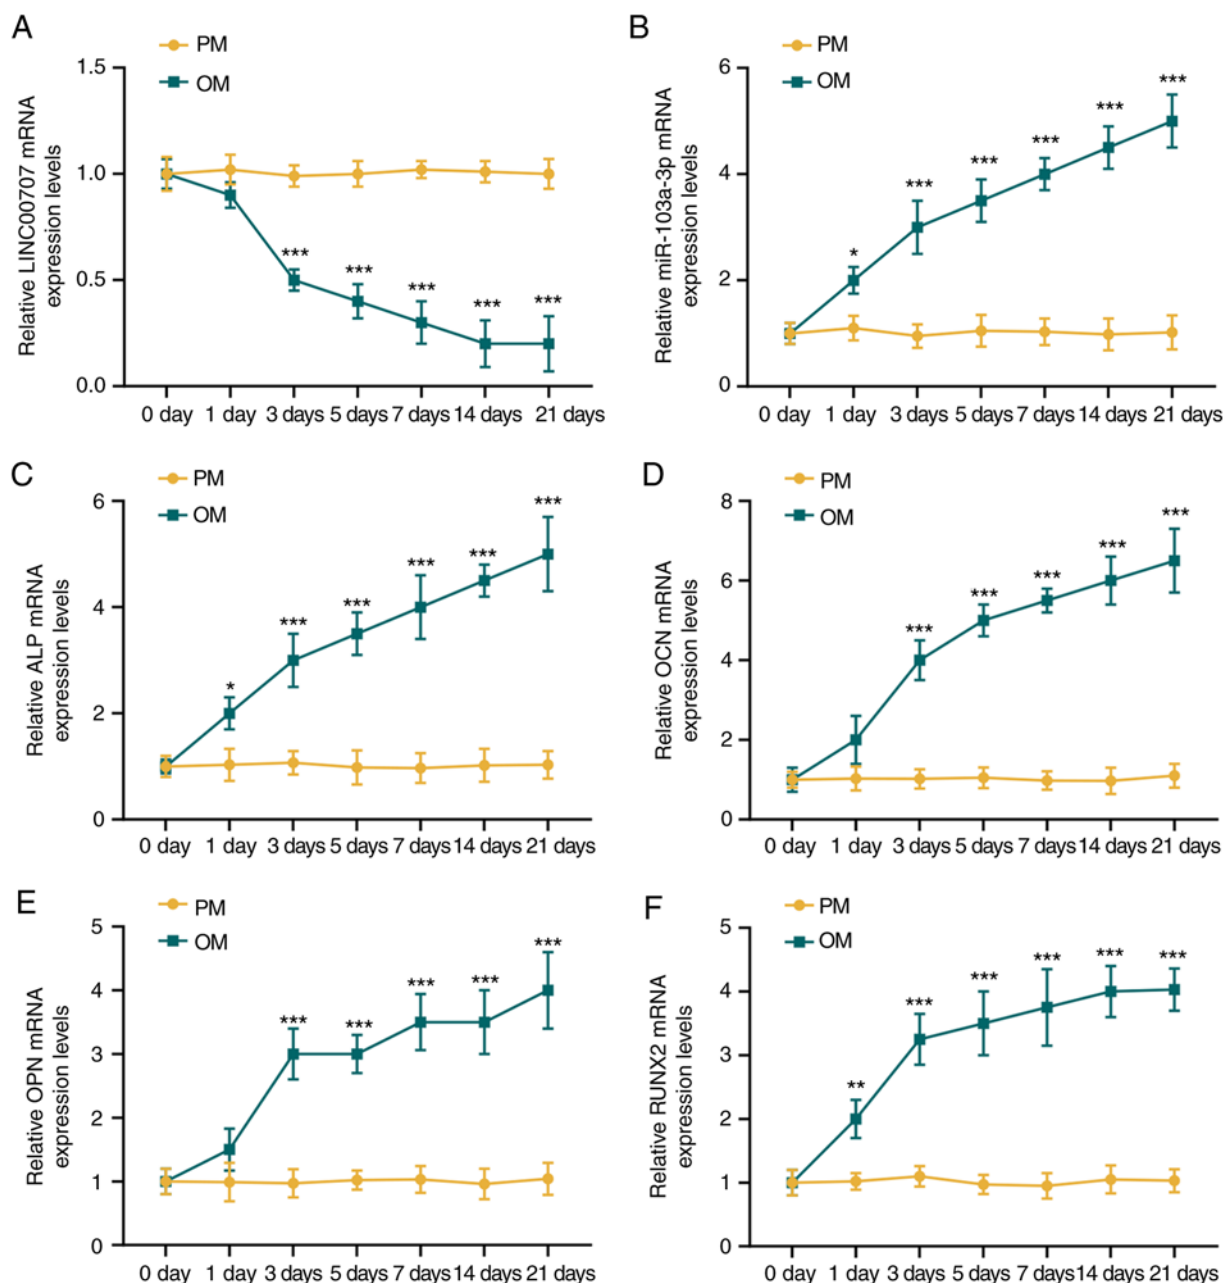 A
PM
OM
Relative LINC00707 mRNA
expression levels
1.5
1.0
0.5
0.0
*** *** *** *** ***
0 day 1 day 3 days 5 days 7 days 14 days 21 days
B
PM
OM
Relative miR-103a-3p mRNA
expression levels
6
4
2
0
* *** *** *** *** ***
0 day 1 day 3 days 5 days 7 days 14 days 21 days
C
PM
OM
Relative ALP mRNA
expression levels
6
4
2
0
* *** *** *** *** ***
0 day 1 day 3 days 5 days 7 days 14 days 21 days
D
PM
OM
Relative OCN mRNA
expression levels
8
6
4
2
0
*** *** *** *** ***
0 day 1 day 3 days 5 days 7 days 14 days 21 days
E
PM
OM
Relative OPN mRNA
expression levels
5
4
3
2
1
0
*** *** *** *** ***
0 day 1 day 3 days 5 days 7 days 14 days 21 days
F
PM
OM
Relative RUNX2 mRNA
expression levels
5
4
3
2
1
0
** *** *** *** *** ***
0 day 1 day 3 days 5 days 7 days 14 days 21 days